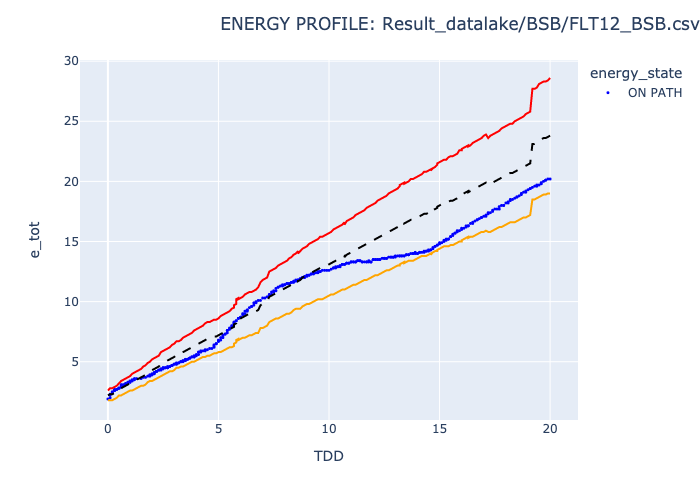 ENERGY PROFILE: Result_datalake/BSB/FLT12_BSB.csv
energy_state
ON PATH
e_tot
30
25
20
15
10
5
0
5
10
15
20
TDD